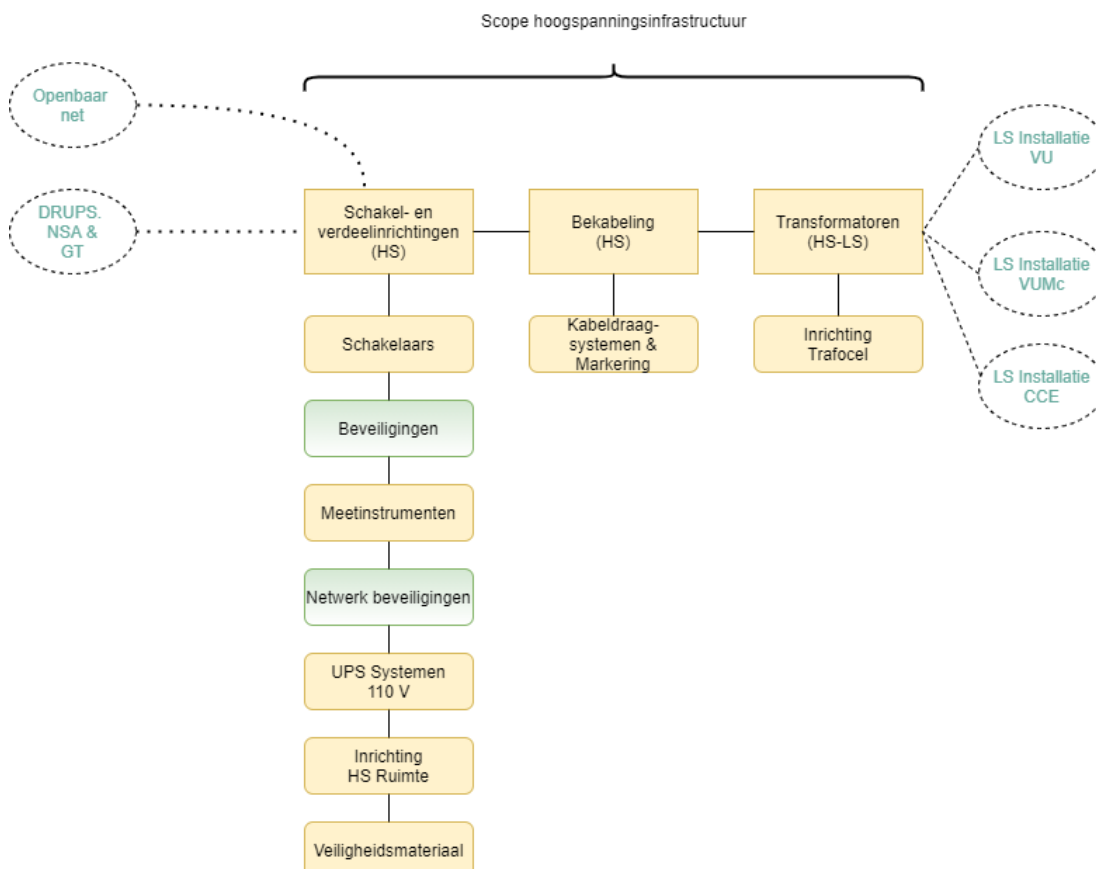 Scope hoogspanningsinfrastructuur
Openbaar
net
DRUPS.
NSA &
GT
Schakel- en
verdeelinrichtingen
(HS)
Bekabeling
(HS)
Transformatoren
(HS-LS)
LS Installatie
VU
LS Installatie
VUMc
LS Installatie
CCE
Schakelaars
Kabeldraag-
systemen &
Markering
Inrichting
Trafocel
Beveiligingen
Meetinstrumenten
Netwerk beveiligingen
UPS Systemen
110 V
Inrichting
HS Ruimte
Veiligheidsmateriaal